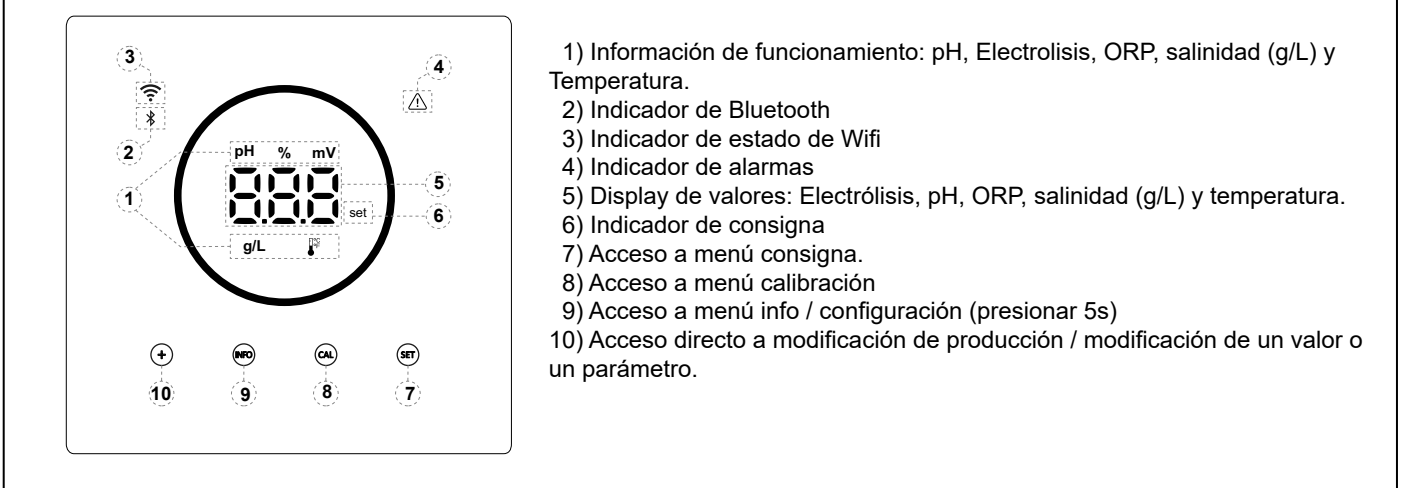 3
4
2
pH % mV
1
5
8.8.8
set
6
g/L
+ INFO CAL SET
10 9 8 7
1) Información de funcionamiento: pH, Electrolisis, ORP, salinidad (g/L) y
Temperatura.
2) Indicador de Bluetooth
3) Indicador de estado de Wifi
4) Indicador de alarmas
5) Display de valores: Electrólisis, pH, ORP, salinidad (g/L) y temperatura.
6) Indicador de consigna
7) Acceso a menú consigna.
8) Acceso a menú calibración
9) Acceso a menú info / configuración (presionar 5s)
10) Acceso directo a modificación de producción / modificación de un valor o
un parámetro.